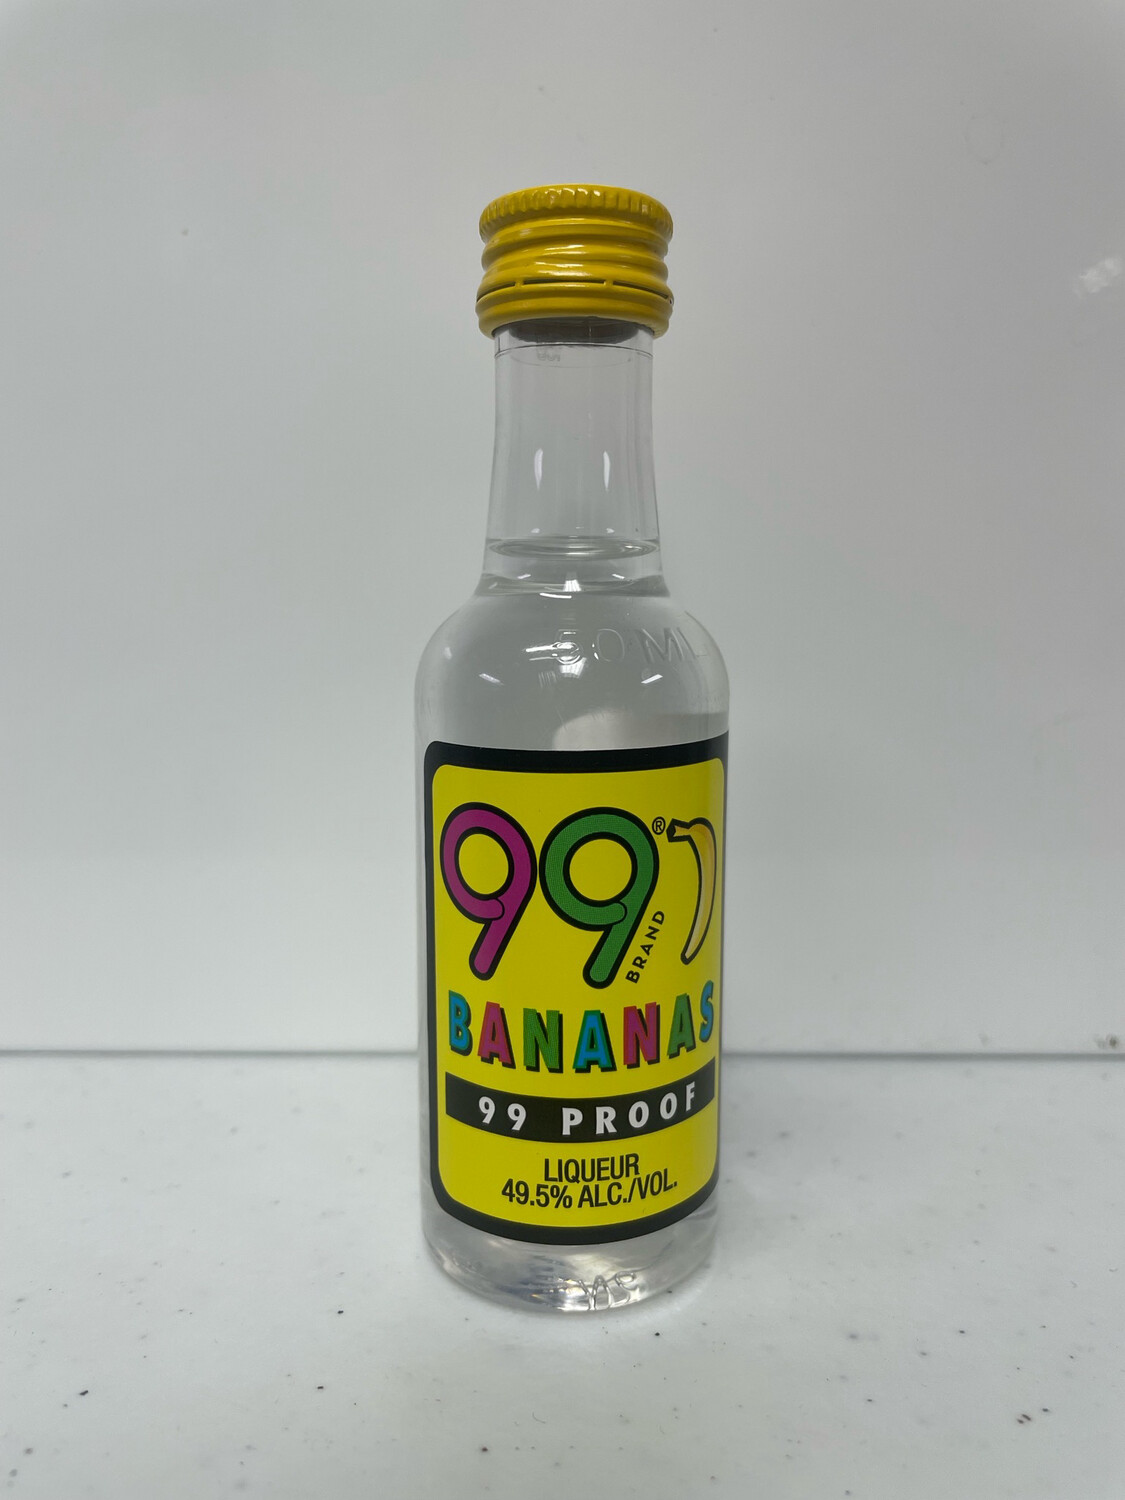 50 ML
99®
BRAND
BANANAS
99 PROOF
LIQUEUR
49.5% ALC./VOL.